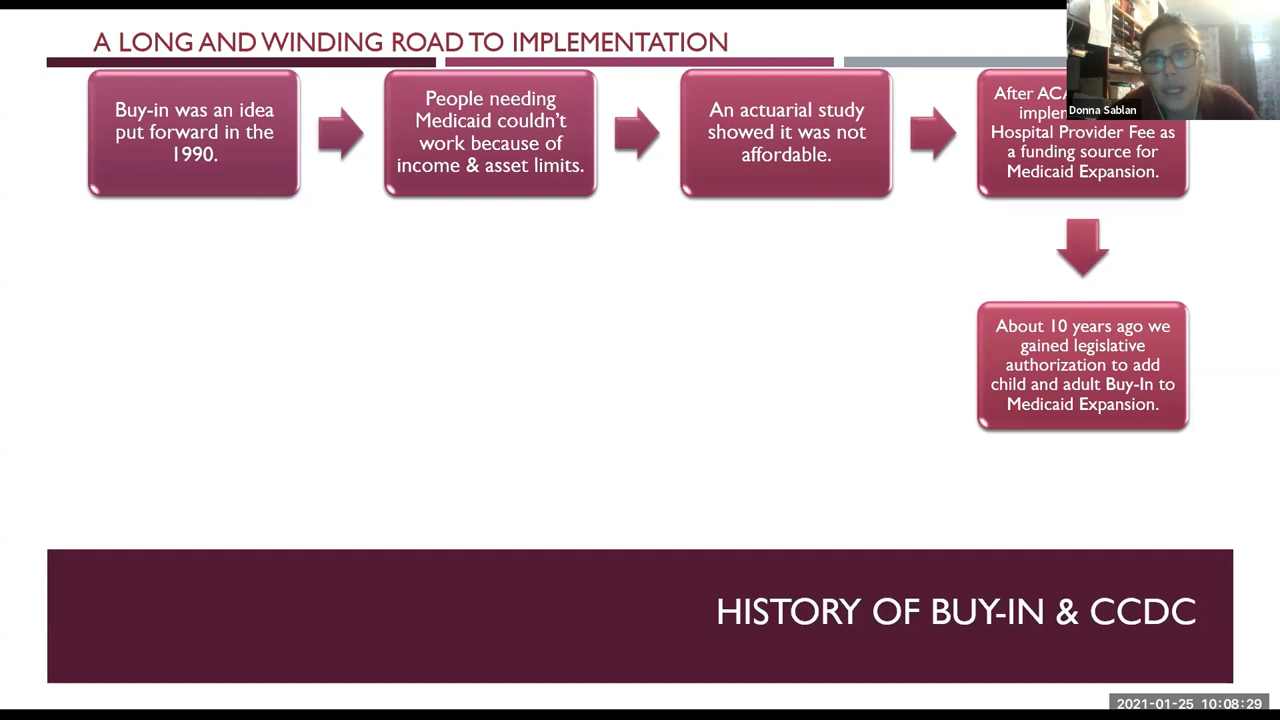 A LONG AND WINDING ROAD TO IMPLEMENTATION
Buy-in was an idea
put forward in the
1990.
People needing
Medicaid couldn't
work because of
income & asset limits.
An actuarial study
showed it was not
affordable.
After
Hospital Provider Fee as
a funding source for
Medicaid Expansion.
Donna Sablan
About 10 years ago we
gained legislative
authorization to add
child and adult Buy-In to
Medicaid Expansion.
HISTORY OF BUY-IN & CCDC
2021-01-25 10:08:29